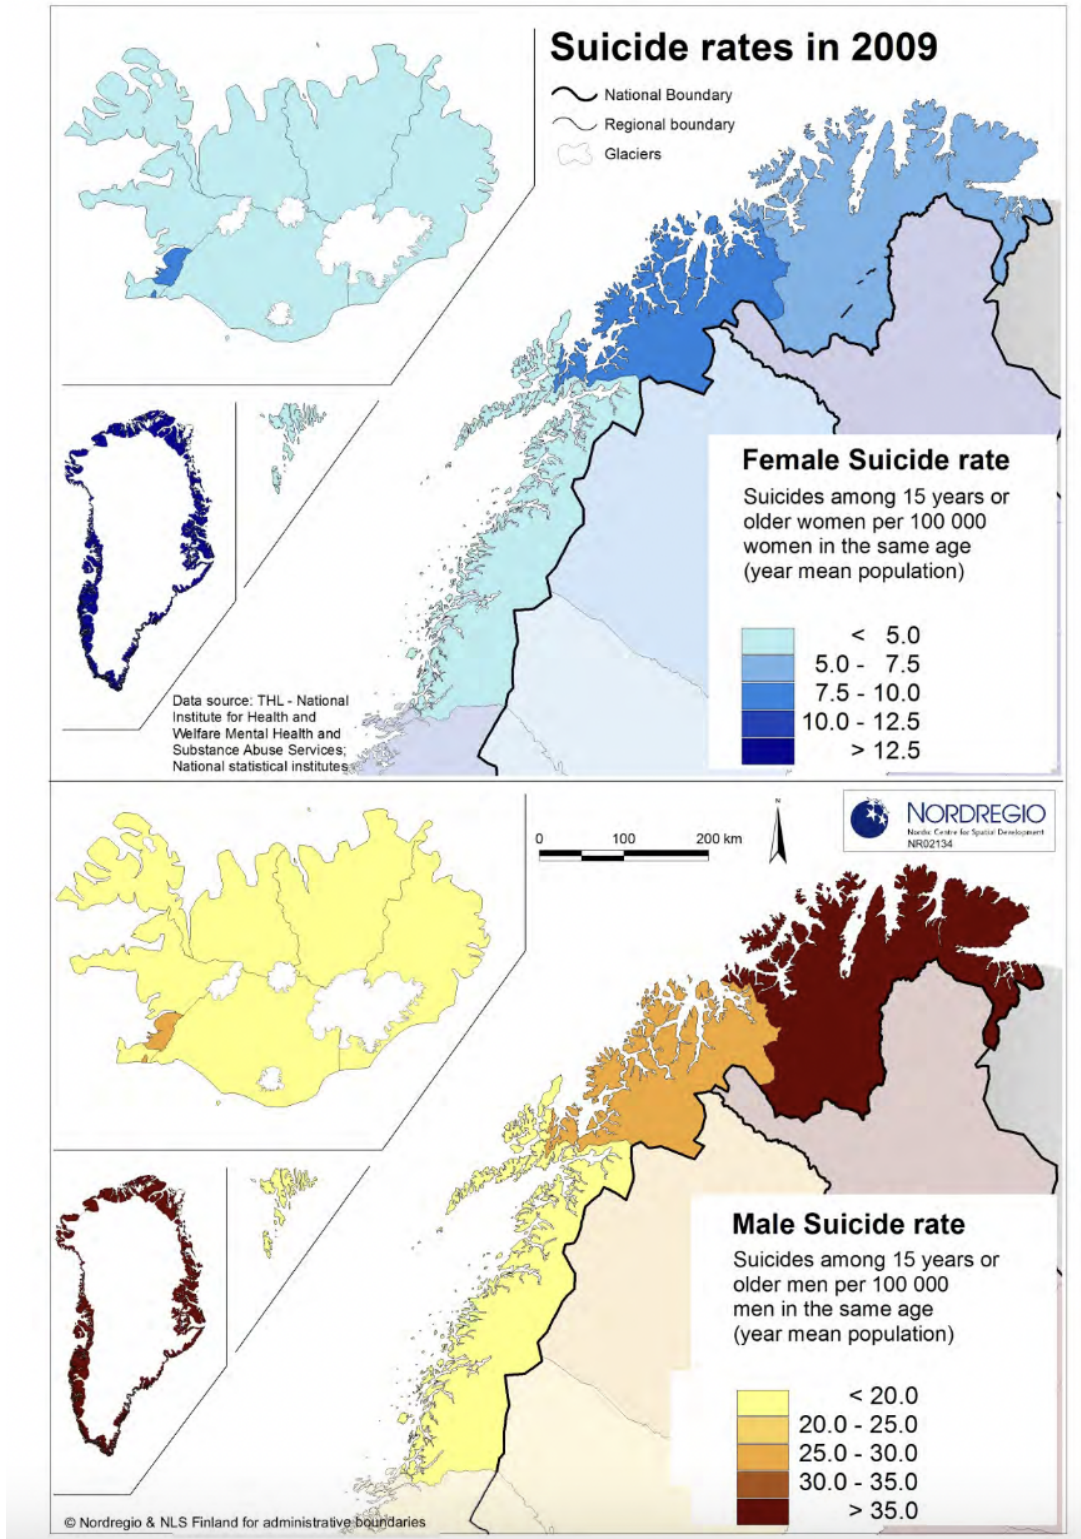 Suicide rates in 2009
National Boundary
Regional boundary
Glaciers
Female Suicide rate
Suicides among 15 years or
older women per 100 000
women in the same age
(year mean population)
< 5.0
5.0 - 7.5
7.5 - 10.0
10.0 - 12.5
> 12.5
Data source: THL - National
Institute for Health and
Welfare Mental Health and
Substance Abuse Services;
National statistical institutes.
0 100 200 km
N
NORDREGIO
Nordic Centre for Spatial Development
NR02134
Male Suicide rate
Suicides among 15 years or
older men per 100 000
men in the same age
(year mean population)
< 20.0
20.0 - 25.0
25.0 - 30.0
30.0 - 35.0
> 35.0
© Nordregio & NLS Finland for administrative boundaries